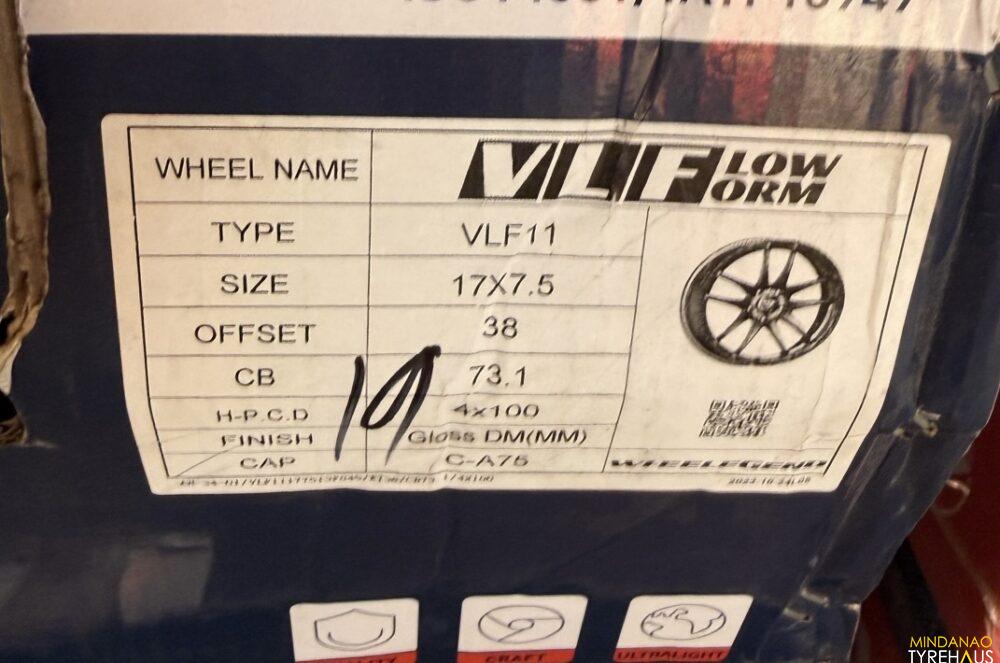 WHEEL NAME VLF LOW FORM
TYPE VLF11
SIZE 17X7.5
OFFSET 38
CB 73.1
H-P.C.D 4x100
FINISH Gloss DM(MM)
CAP C-A75
WHEELEGEND
CRAFT
ULTRALIGHT
MINDANAO
TYREHAUS